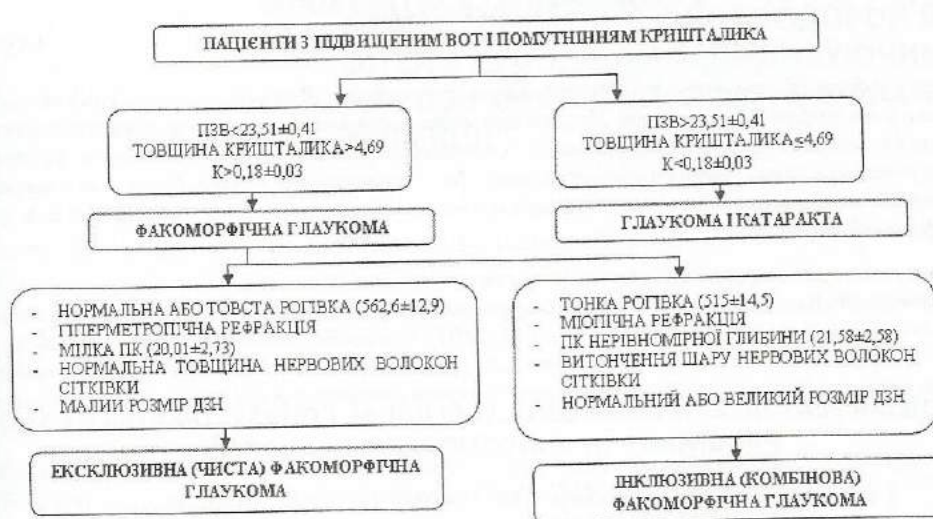 ПАЦІЄНТИ З ПІДВИЩЕНИМ ВОТ І ПОМУТНІННЯМ КРИШТАЛИКА
ПЗВ<23,51±0,41
ТОВЩИНА КРИШТАЛИКА>4,69
К>0,18±0,03
ПЗВ>23,51±0,41
ТОВЩИНА КРИШТАЛИКА≤4,69
К<0,18±0,03
ФАКОМОРФІЧНА ГЛАУКОМА
ГЛАУКОМА І КАТАРАКТА
- НОРМАЛЬНА АБО ТОВСТА РОГІВКА (562,6±12,9)
- ГІПЕРМЕТРОПІЧНА РЕФРАКЦІЯ
- МІЛКА ПК (20,01±2,73)
- НОРМАЛЬНА ТОВЩИНА НЕРВОВИХ ВОЛОКОН
СІТКІВКИ
- МАЛИЙ РОЗМІР ДЗН
- ТОНКА РОГІВКА (515±14,5)
- МІОПІЧНА РЕФРАКЦІЯ
- ПК НЕРІВНОМІРНОЇ ГЛИБИНИ (21,58±2,58)
- ВИТОНЧЕННЯ ШАРУ НЕРВОВИХ ВОЛОКОН
СІТКІВКИ
- НОРМАЛЬНИЙ АБО ВЕЛИКИЙ РОЗМІР ДЗН
ЕКСКЛЮЗИВНА (ЧИСТА) ФАКОМОРФІЧНА
ГЛАУКОМА
ІНКЛЮЗИВНА (КОМБІНОВА)
ФАКОМОРФІЧНА ГЛАУКОМА